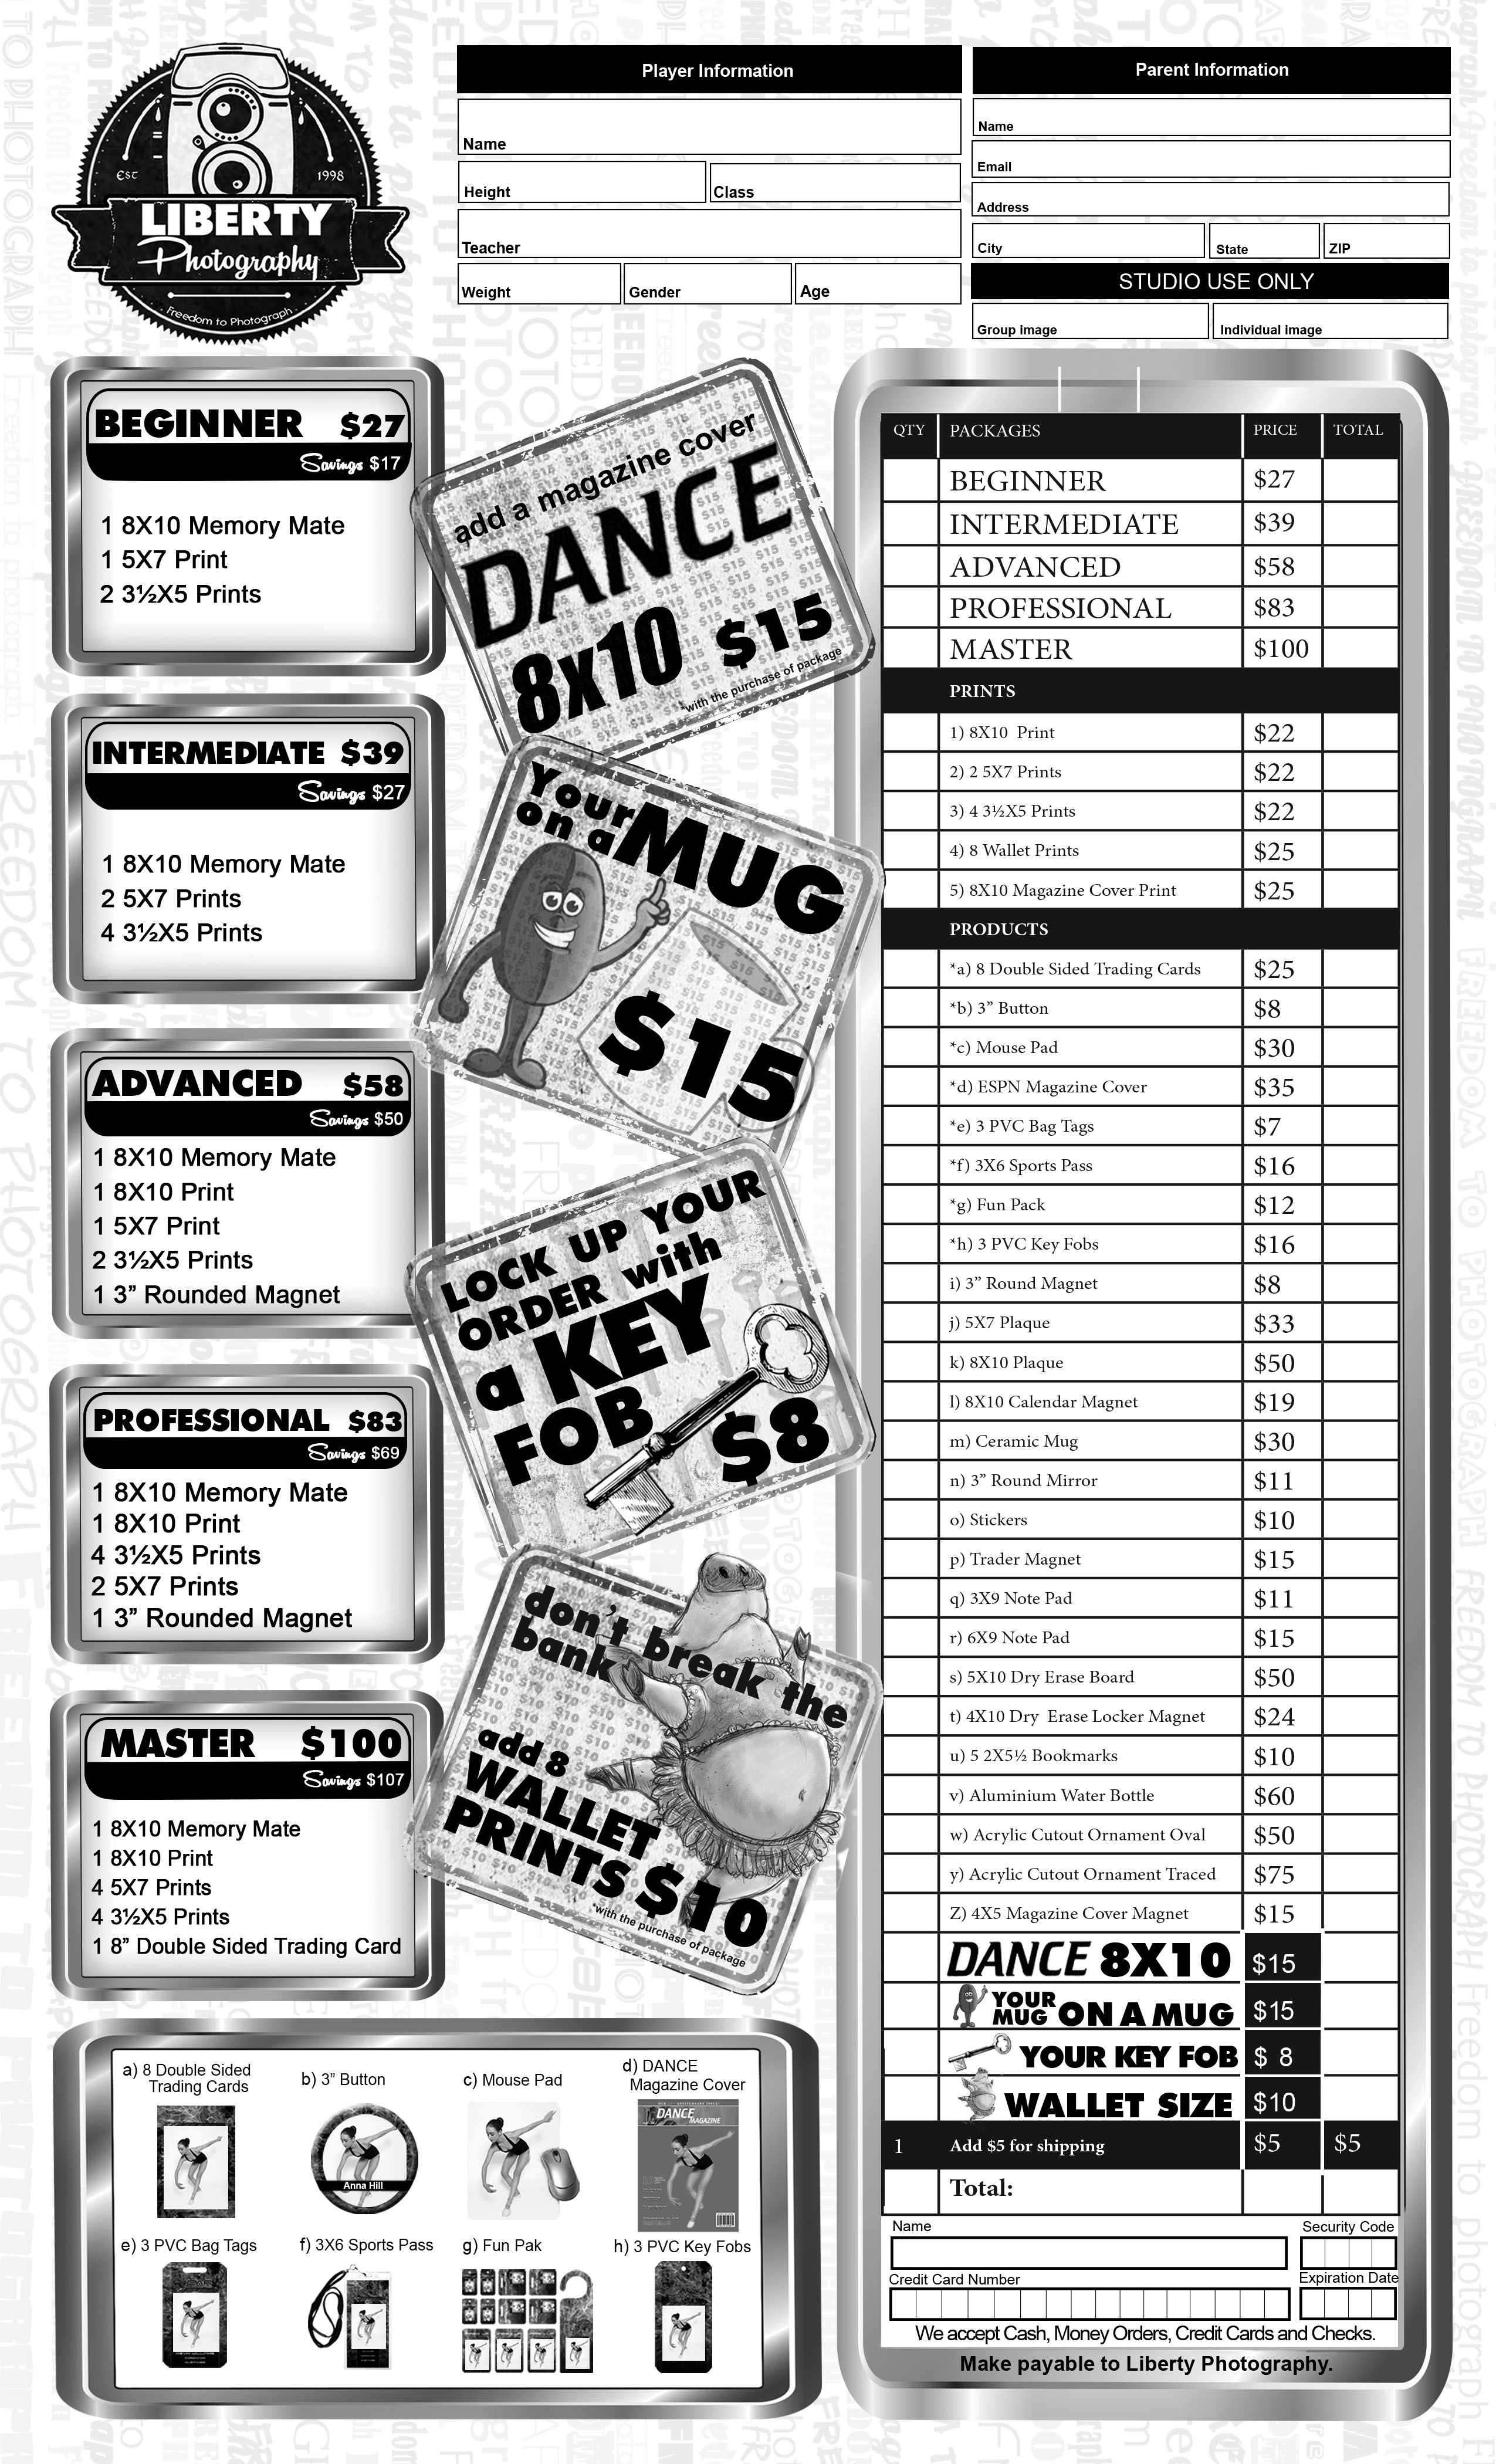 EST 1998
LIBERTY
Photography
Freedom to Photograph
Player Information
Name
Height Class
Teacher
Weight Gender Age
Parent Information
Name
Email
Address
City State ZIP
STUDIO USE ONLY
Group image Individual image
BEGINNER $27
Savings $17
1 8X10 Memory Mate
1 5X7 Print
2 3½X5 Prints
INTERMEDIATE $39
Savings $27
1 8X10 Memory Mate
2 5X7 Prints
4 3½X5 Prints
ADVANCED $58
Savings $50
1 8X10 Memory Mate
1 8X10 Print
1 5X7 Print
2 3½X5 Prints
1 3” Rounded Magnet
PROFESSIONAL $83
Savings $69
1 8X10 Memory Mate
1 8X10 Print
4 3½X5 Prints
2 5X7 Prints
1 3” Rounded Magnet
MASTER $100
Savings $107
1 8X10 Memory Mate
1 8X10 Print
4 5X7 Prints
4 3½X5 Prints
1 8” Double Sided Trading Card
add a magazine cover
DANCE
8x10 $15
*with the purchase of package
Your MUG
on a
$15
LOCK UP YOUR
ORDER with
a KEY
FOB $8
don't break the
bank
add 8
WALLET
PRINTS $10
*with the purchase of package
QTY PACKAGES PRICE TOTAL
BEGINNER $27
INTERMEDIATE $39
ADVANCED $58
PROFESSIONAL $83
MASTER $100
PRINTS
1) 8X10 Print $22
2) 2 5X7 Prints $22
3) 4 3½X5 Prints $22
4) 8 Wallet Prints $25
5) 8X10 Magazine Cover Print $25
PRODUCTS
*a) 8 Double Sided Trading Cards $25
*b) 3” Button $8
*c) Mouse Pad $30
*d) ESPN Magazine Cover $35
*e) 3 PVC Bag Tags $7
*f) 3X6 Sports Pass $16
*g) Fun Pack $12
*h) 3 PVC Key Fobs $16
i) 3” Round Magnet $8
j) 5X7 Plaque $33
k) 8X10 Plaque $50
l) 8X10 Calendar Magnet $19
m) Ceramic Mug $30
n) 3” Round Mirror $11
o) Stickers $10
p) Trader Magnet $15
q) 3X9 Note Pad $11
r) 6X9 Note Pad $15
s) 5X10 Dry Erase Board $50
t) 4X10 Dry Erase Locker Magnet $24
u) 5 2X5½ Bookmarks $10
v) Aluminium Water Bottle $60
w) Acrylic Cutout Ornament Oval $50
y) Acrylic Cutout Ornament Traced $75
Z) 4X5 Magazine Cover Magnet $15
DANCE 8X10 $15
YOUR MUG ON A MUG $15
YOUR KEY FOB $ 8
WALLET SIZE $10
1 Add $5 for shipping $5 $5
Total:
Name Security Code
Credit Card Number Expiration Date
We accept Cash, Money Orders, Credit Cards and Checks.
Make payable to Liberty Photography.
a) 8 Double Sided
Trading Cards
b) 3” Button
c) Mouse Pad
d) DANCE
Magazine Cover
Anna Hill
DANCE
MAGAZINE
e) 3 PVC Bag Tags
f) 3X6 Sports Pass
g) Fun Pak
h) 3 PVC Key Fobs